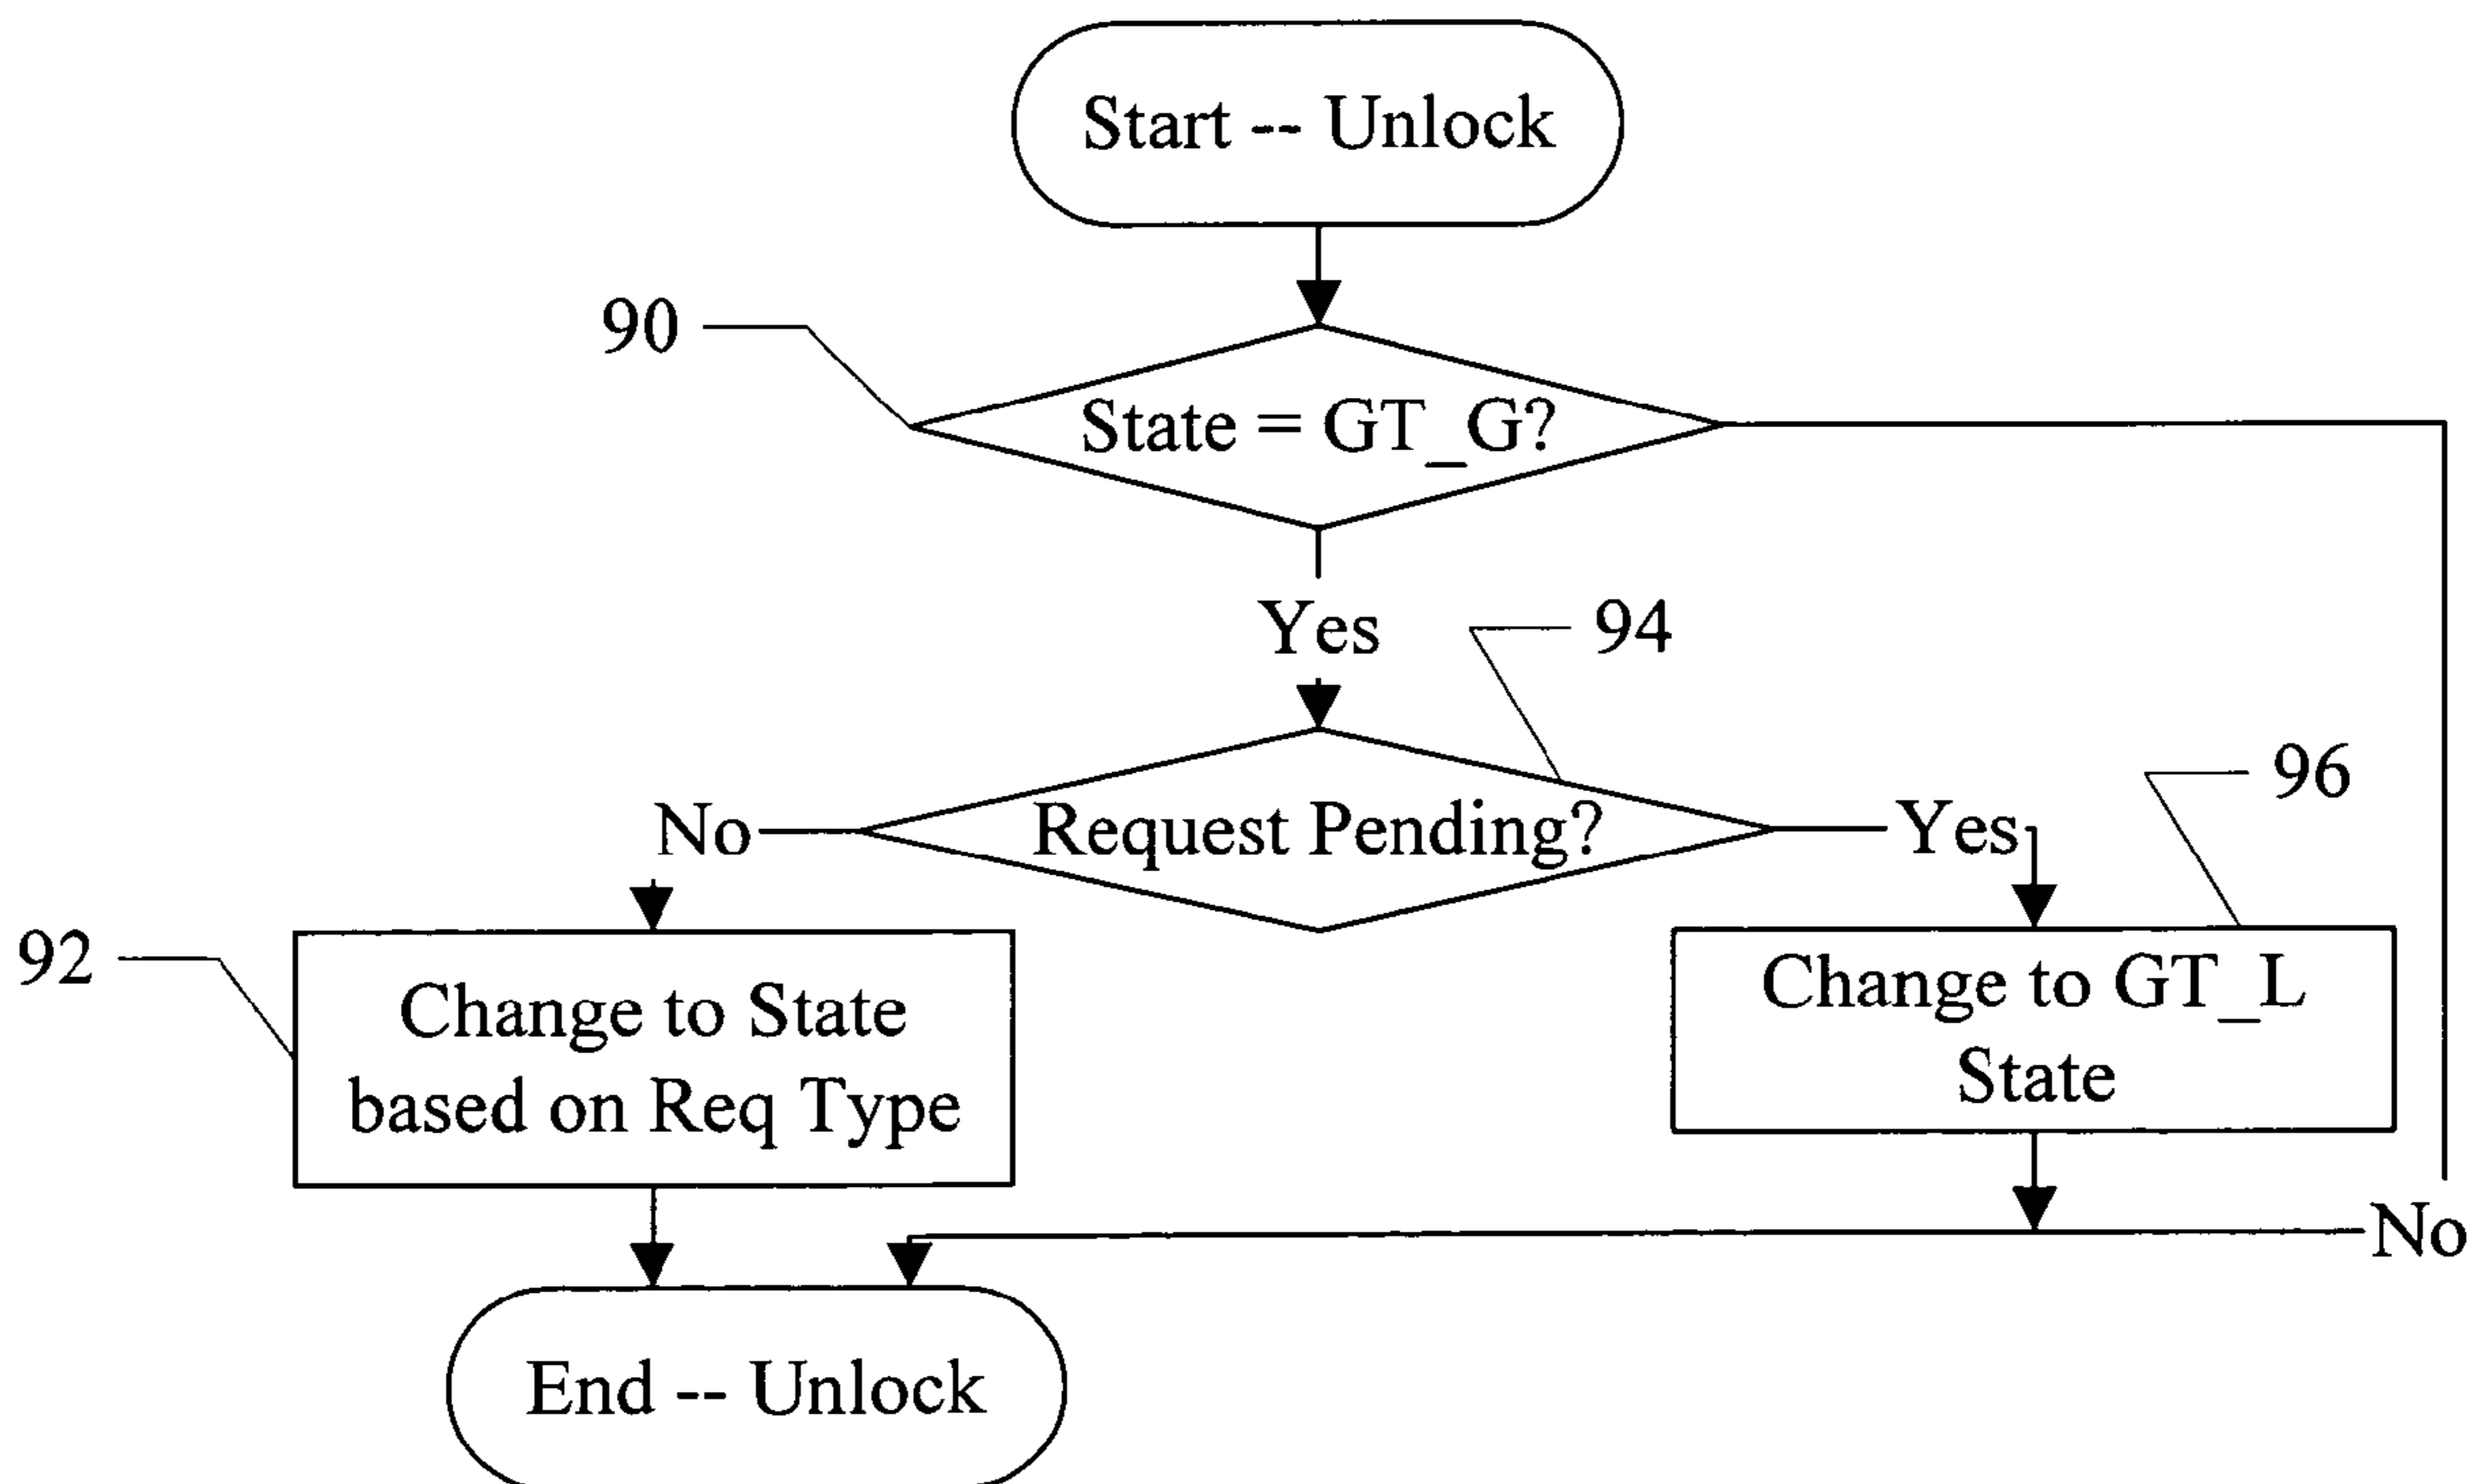 Start -- Unlock
90
State = GT_G?
Yes
94
96
No
Request Pending?
Yes
92
Change to State
based on Req Type
Change to GT_L
State
No
End -- Unlock